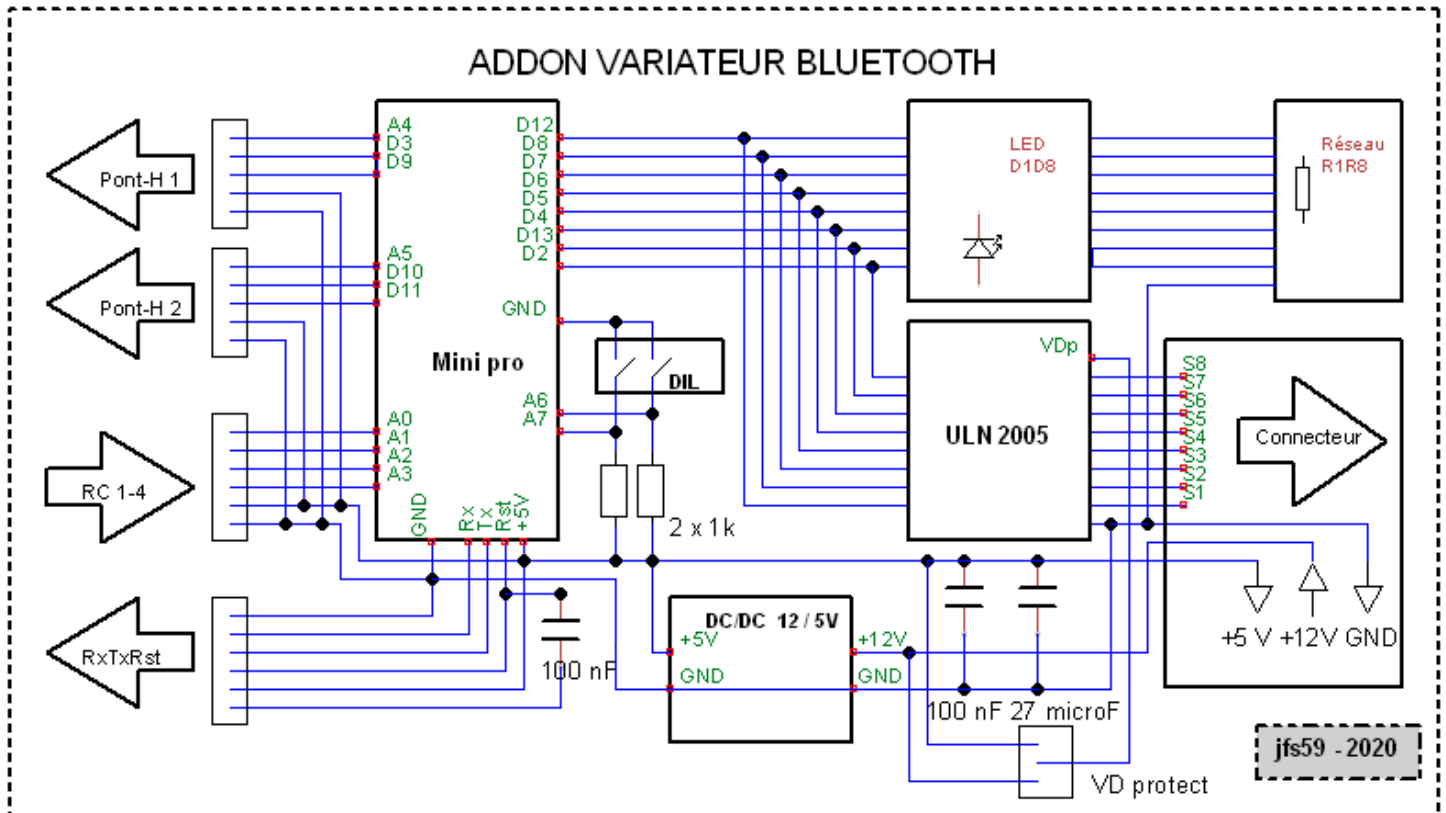 ADDON VARIATEUR BLUETOOTH
Pont-H 1
Pont-H 2
RC 1-4
RxTxRst
A4
D3
D9
A5
D10
D11
A0
A1
A2
A3
Mini pro
D12
D8
D7
D6
D5
D4
D13
D2
GND
A6
A7
GND
Rx
Tx
Rst
+5V
DIL
2 x 1k
100 nF
LED
D1D8
Réseau
R1R8
VDp
ULN 2005
S8
S7
S6
S5
S4
S3
S2
S1
Connecteur
+5 V +12V GND
DC/DC 12 / 5V
+5V
GND
+12V
GND
100 nF 27 microF
VD protect
jfs59 - 2020